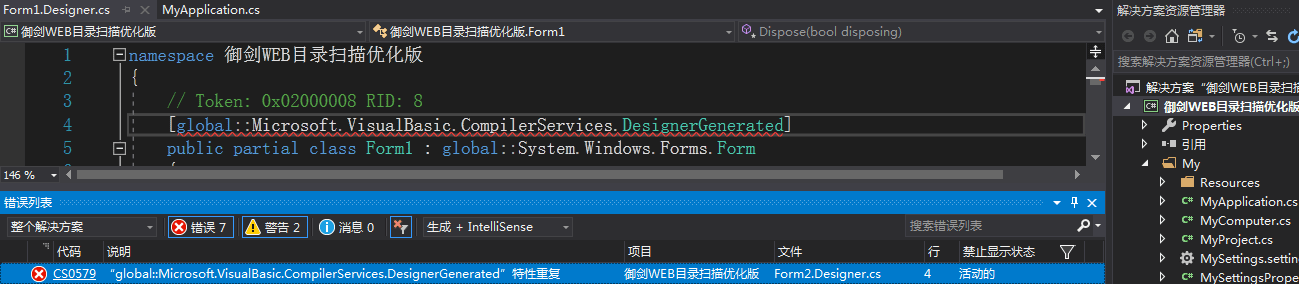 Form1.Designer.cs MyApplication.cs
御剑WEB目录扫描优化版 御剑WEB目录扫描优化版.Form1 Dispose(bool disposing)
1 namespace 御剑WEB目录扫描优化版
2 {
3 // Token: 0x02000008 RID: 8
4 [global::Microsoft.VisualBasic.CompilerServices.DesignerGenerated]
5 public partial class Form1 : global::System.Windows.Forms.Form
146 %
错误列表
整个解决方案 错误 7 警告 2 消息 0 生成 + IntelliSense 搜索错误列表
代码 说明 项目 文件 行 禁止显示状态
CS0579 “global::Microsoft.VisualBasic.CompilerServices.DesignerGenerated”特性重复 御剑WEB目录扫描优化版 Form2.Designer.cs 4 活动的
解决方案资源管理器
搜索解决方案资源管理器(Ctrl+;)
解决方案“御剑WEB目录扫描
御剑WEB目录扫描优化版
Properties
引用
My
Resources
MyApplication.cs
MyComputer.cs
MyProject.cs
MySettings.setting
MySettingsPrope